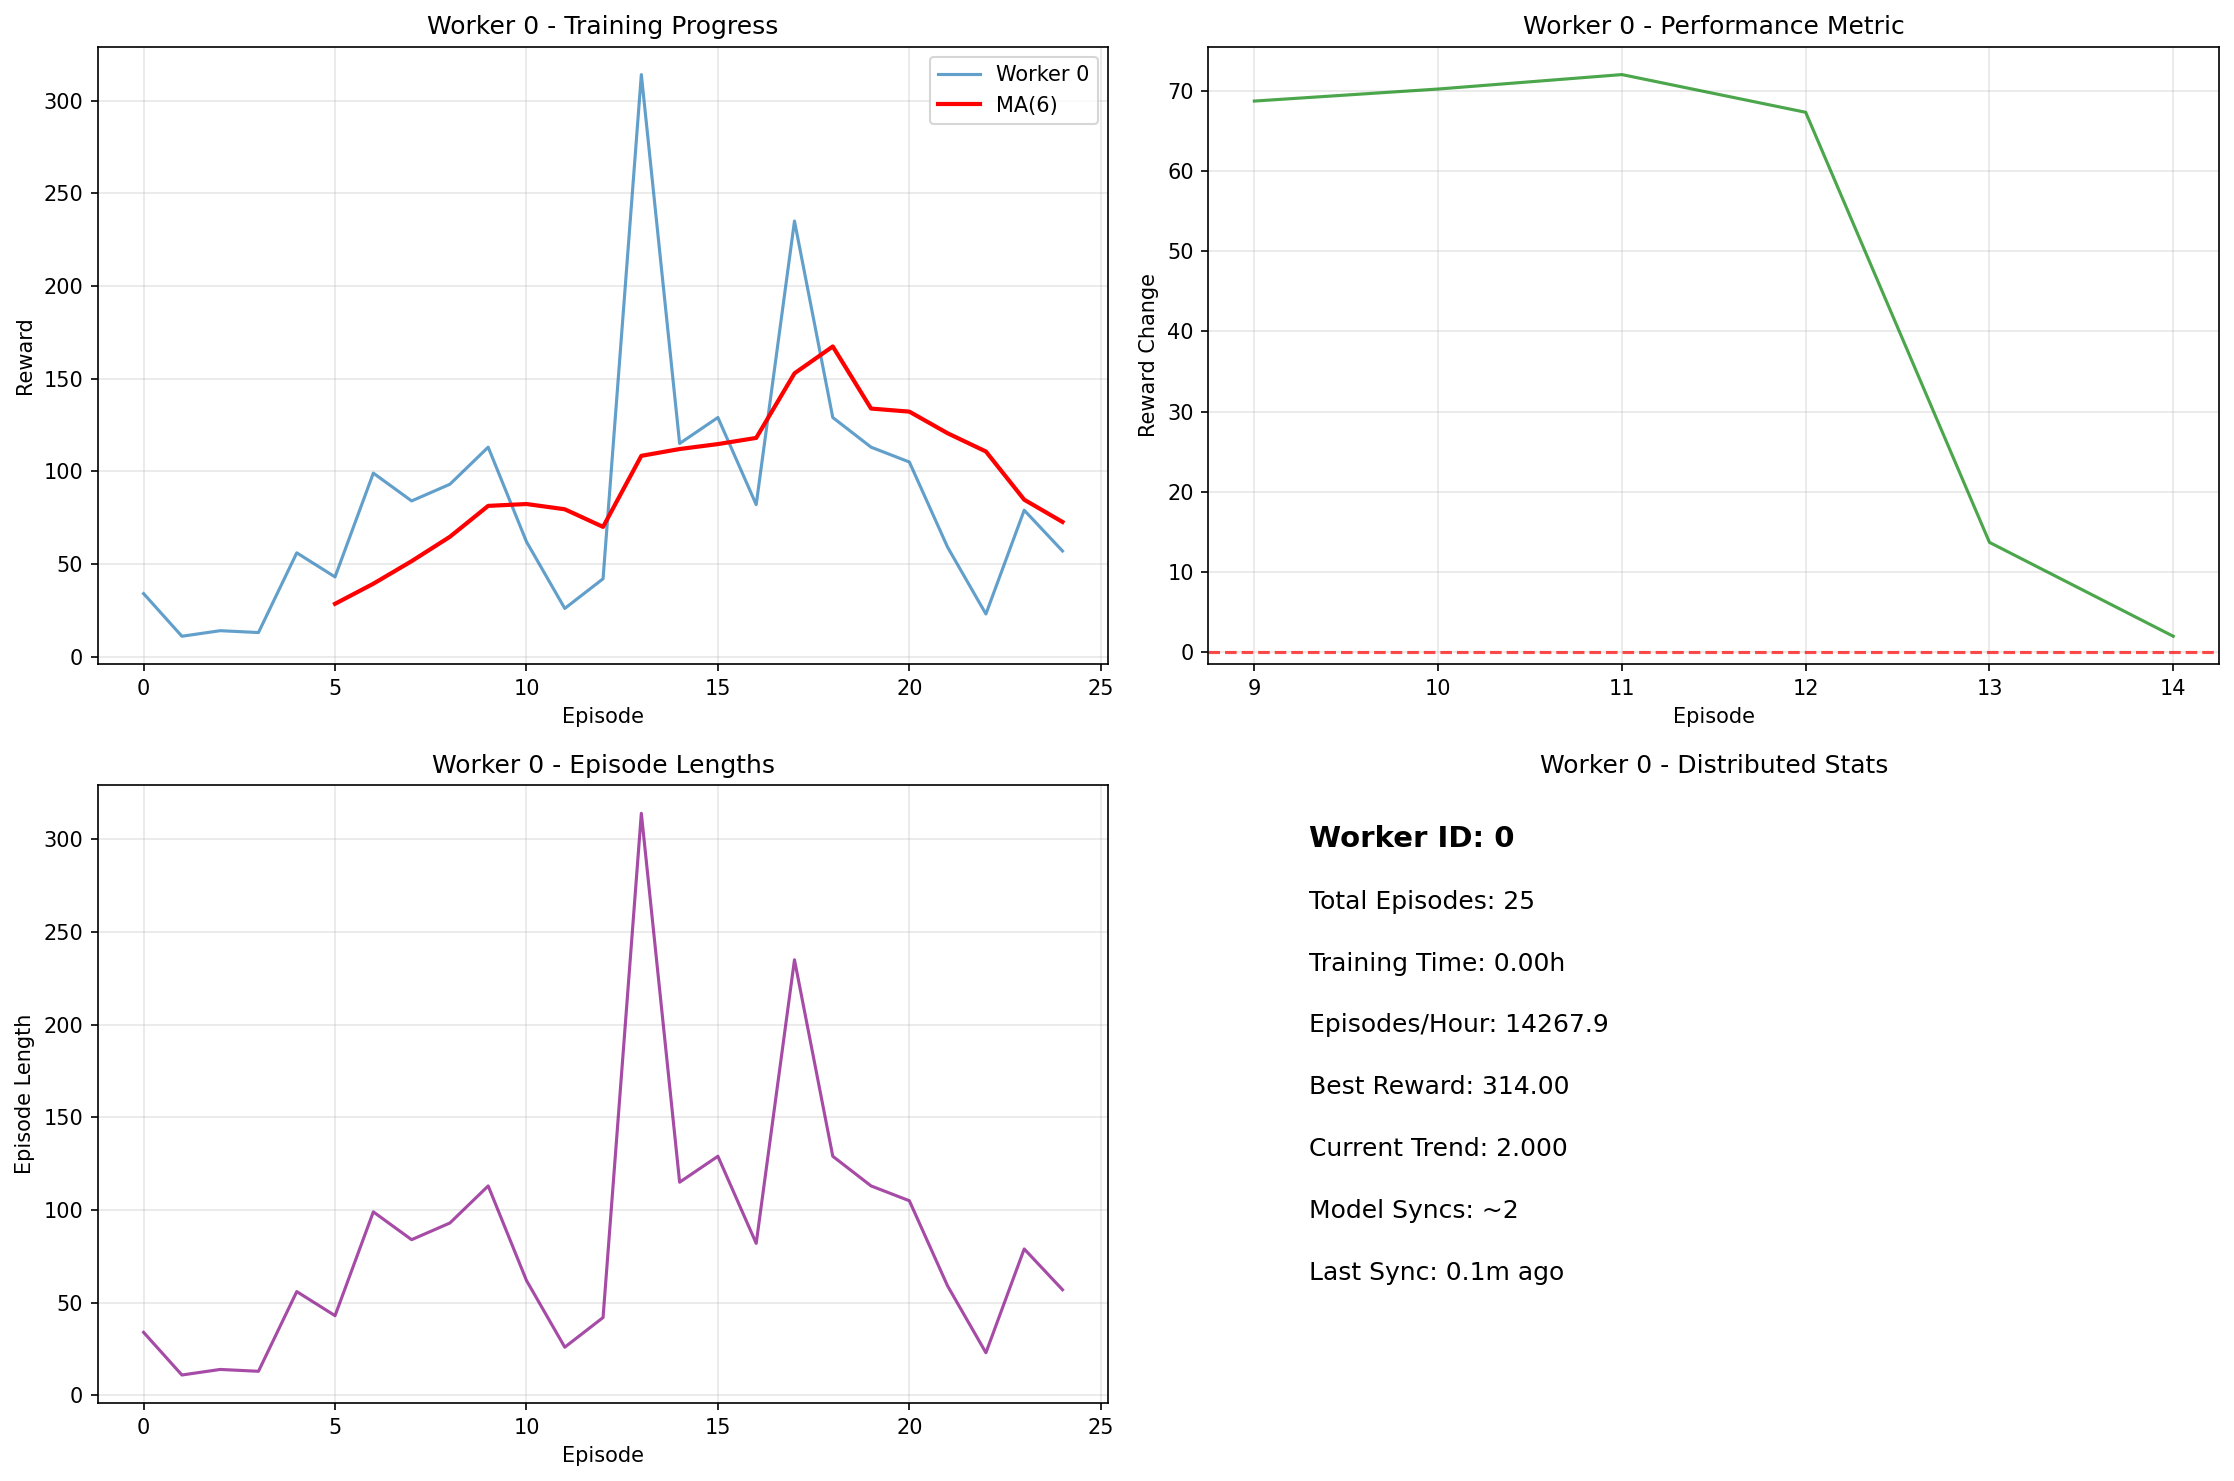 Worker 0 - Training Progress
Reward
300
250
200
150
100
50
0
0 5 10 15 20 25
Episode
Worker 0
MA(6)
Worker 0 - Performance Metric
Reward Change
70
60
50
40
30
20
10
0
9 10 11 12 13 14
Episode
Worker 0 - Episode Lengths
Episode Length
300
250
200
150
100
50
0
0 5 10 15 20 25
Episode
Worker 0 - Distributed Stats
Worker ID: 0
Total Episodes: 25
Training Time: 0.00h
Episodes/Hour: 14267.9
Best Reward: 314.00
Current Trend: 2.000
Model Syncs: ~2
Last Sync: 0.1m ago